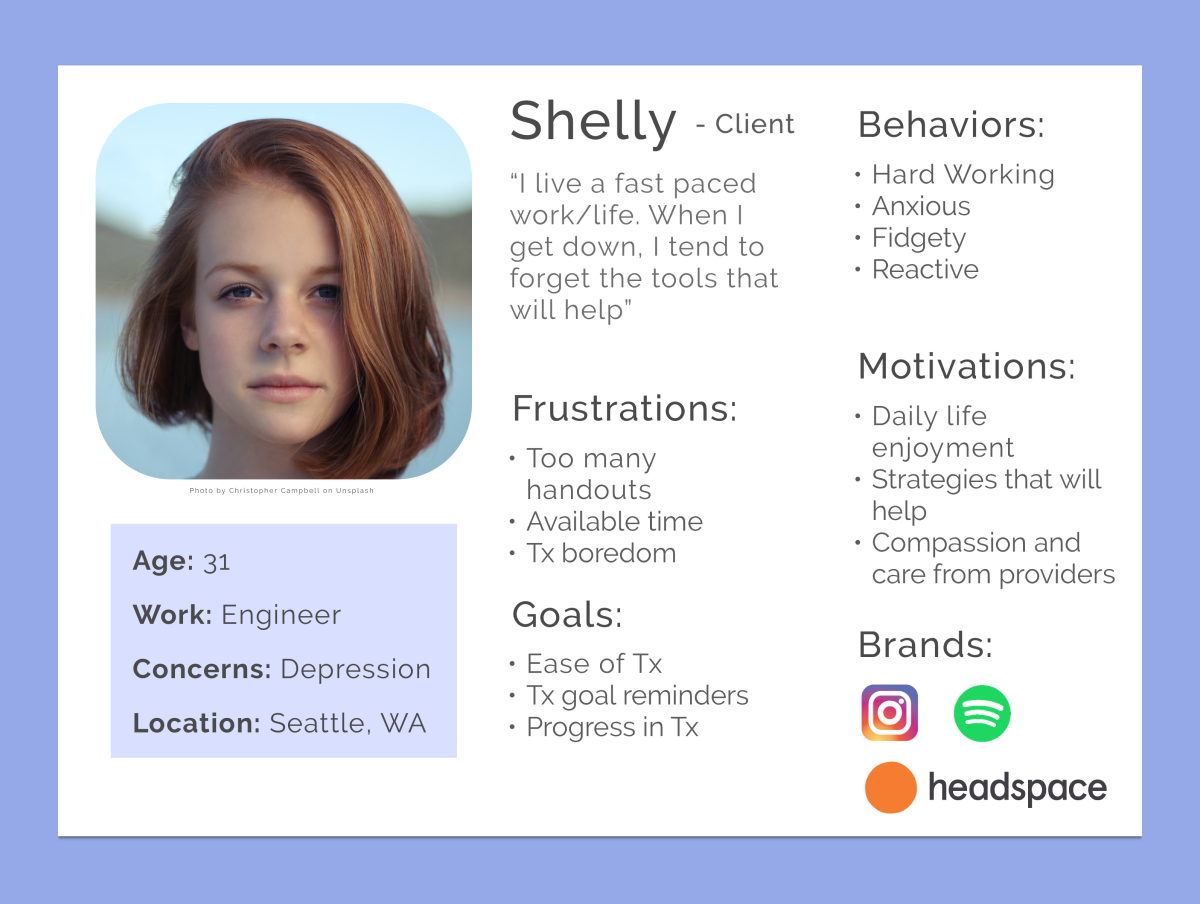 Shelly - Client
“I live a fast paced
work/life. When I
get down, I tend to
forget the tools that
will help”
Photo by Christopher Campbell on Unsplash
Age: 31
Work: Engineer
Concerns: Depression
Location: Seattle, WA
Frustrations:
• Too many
handouts
• Available time
• Tx boredom
Goals:
• Ease of Tx
• Tx goal reminders
• Progress in Tx
Behaviors:
• Hard Working
• Anxious
• Fidgety
• Reactive
Motivations:
• Daily life
enjoyment
• Strategies that will
help
• Compassion and
care from providers
Brands:
headspace